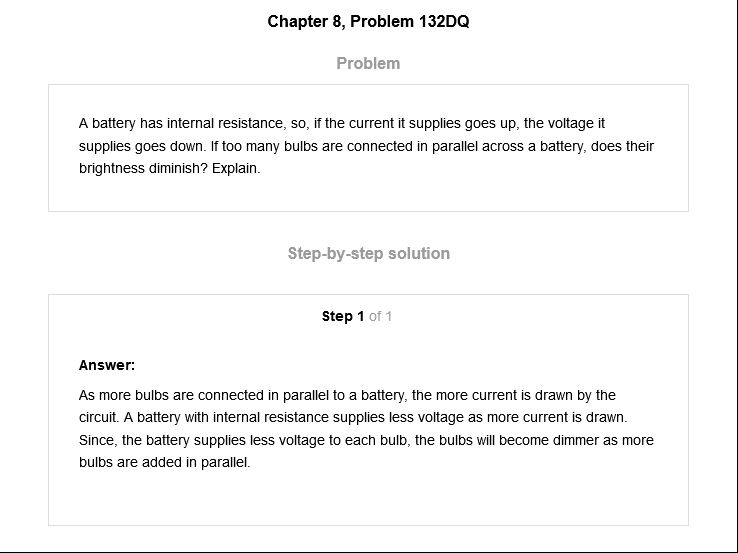 Chapter 8, Problem 132DQ
Problem
A battery has internal resistance, so, if the current it supplies goes up, the voltage it
supplies goes down. If too many bulbs are connected in parallel across a battery, does their
brightness diminish? Explain.
Step-by-step solution
Step 1 of 1
Answer:
As more bulbs are connected in parallel to a battery, the more current is drawn by the
circuit. A battery with internal resistance supplies less voltage as more current is drawn.
Since, the battery supplies less voltage to each bulb, the bulbs will become dimmer as more
bulbs are added in parallel.